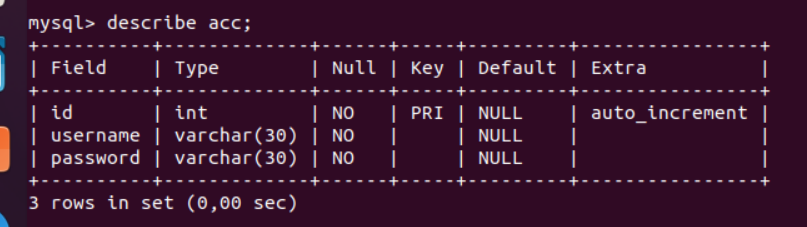 mysql> describe acc;
+----------+-------------+------+-----+---------+----------------+
| Field    | Type        | Null | Key | Default | Extra          |
+----------+-------------+------+-----+---------+----------------+
| id       | int         | NO   | PRI | NULL    | auto_increment |
| username | varchar(30) | NO   |     | NULL    |                |
| password | varchar(30) | NO   |     | NULL    |                |
+----------+-------------+------+-----+---------+----------------+
3 rows in set (0,00 sec)